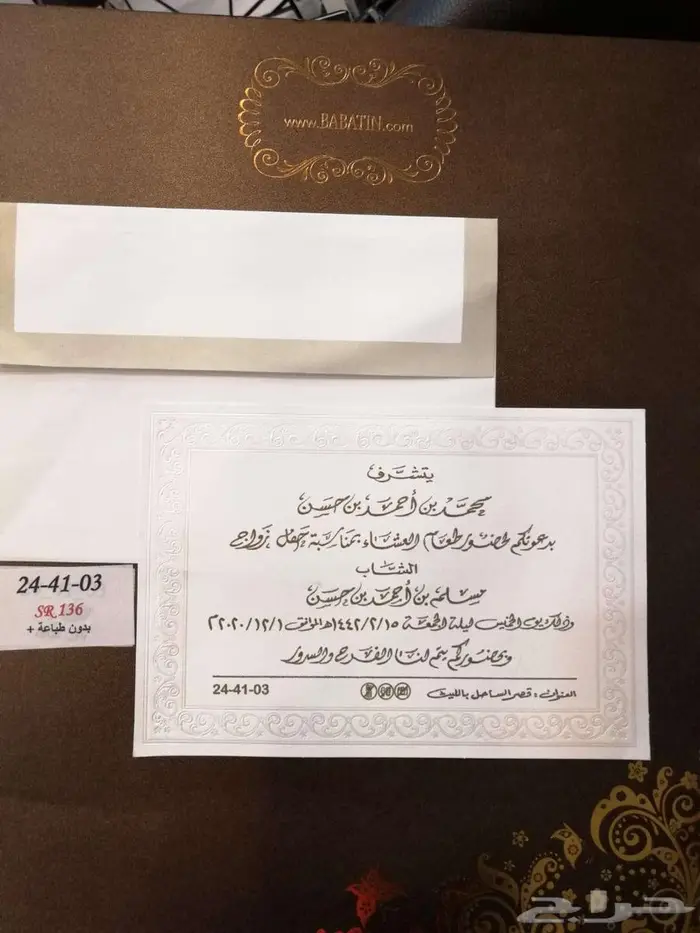 www.BABATIN.com
يتشرف
محمد بن أحمد بن حسن
بدعوتكم لحضور طعام العشاء بمناسبة حفل زواج
الشاب
مسلم بن أحمد بن حسن
وذلك يوم الخميس ليلة الجمعة ١٤٤٢/٢/١٥هـ الموافق ٢٠٢٠/١٢/١م
وبحضوركم يتم لنا الفرح والسرور
العنوان : قصر الساحل بالليث
24-41-03
24-41-03
SR 136
بدون طباعة +
حراج